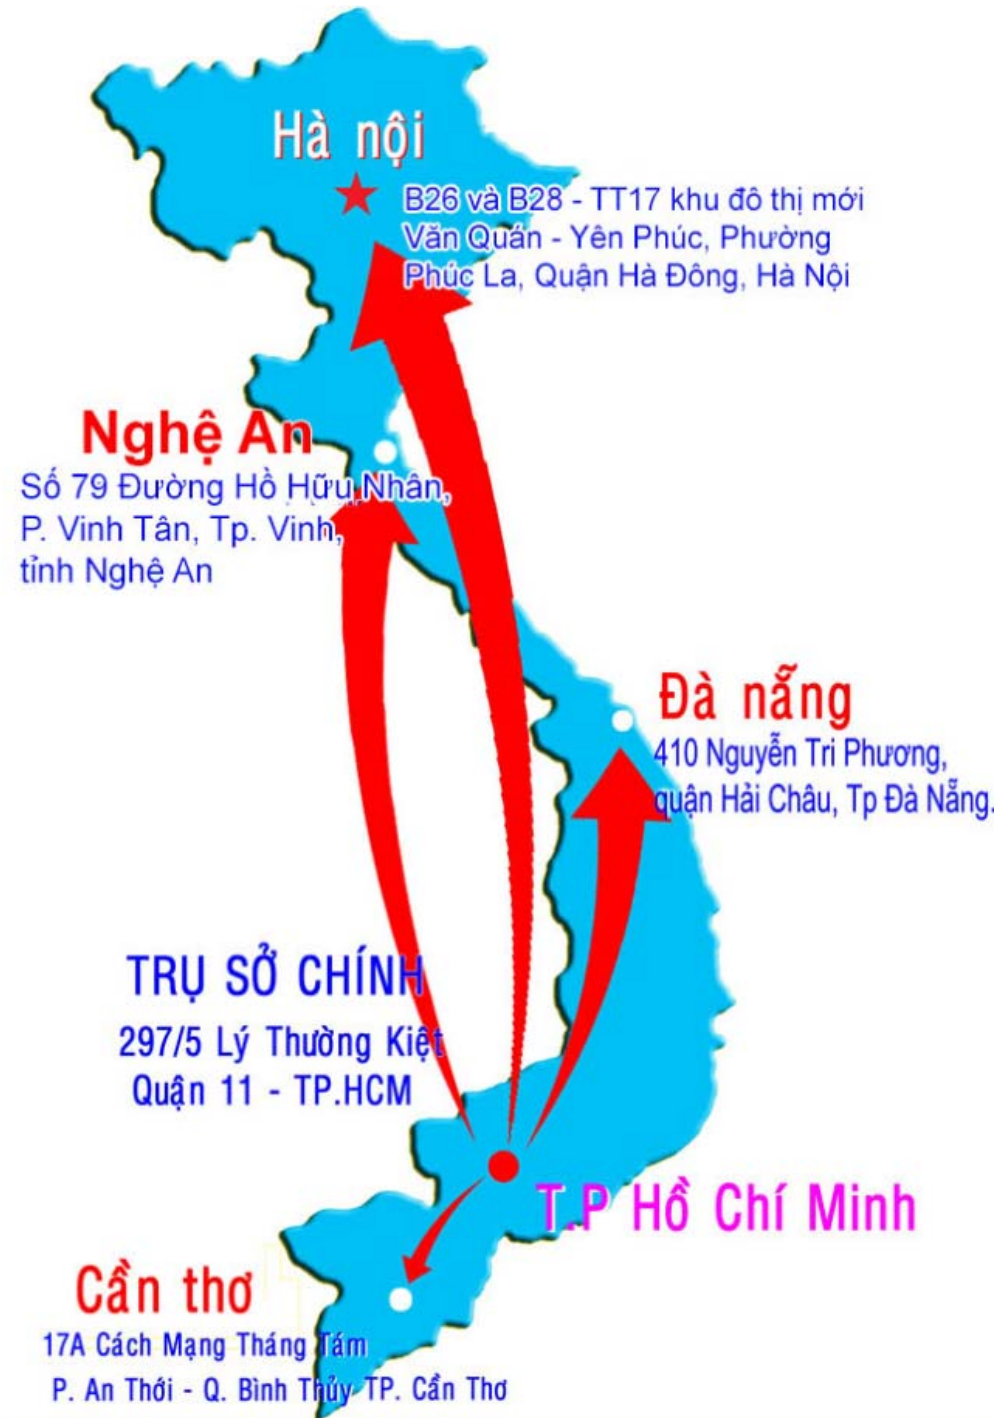 Hà nội
B26 và B28 - TT17 khu đô thị mới
Văn Quán - Yên Phúc, Phường
Phúc La, Quận Hà Đông, Hà Nội
Nghệ An
Số 79 Đường Hồ Hữu Nhân,
P. Vinh Tân, Tp. Vinh,
tỉnh Nghệ An
Đà nẵng
410 Nguyễn Tri Phương,
quận Hải Châu, Tp Đà Nẵng.
TRỤ SỞ CHÍNH
297/5 Lý Thường Kiệt
Quận 11 - TP.HCM
T.P Hồ Chí Minh
Cần thơ
17A Cách Mạng Tháng Tám
P. An Thới - Q. Bình Thủy TP. Cần Thơ